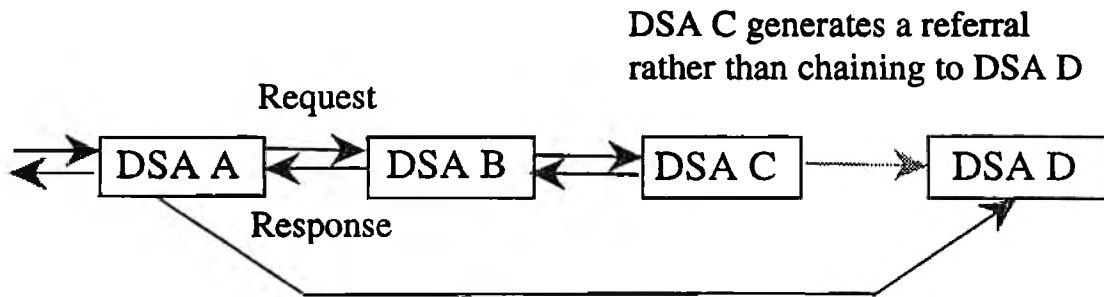 DSA C generates a referral
rather than chaining to DSA D
Request
DSA A
DSA B
DSA C
DSA D
Response